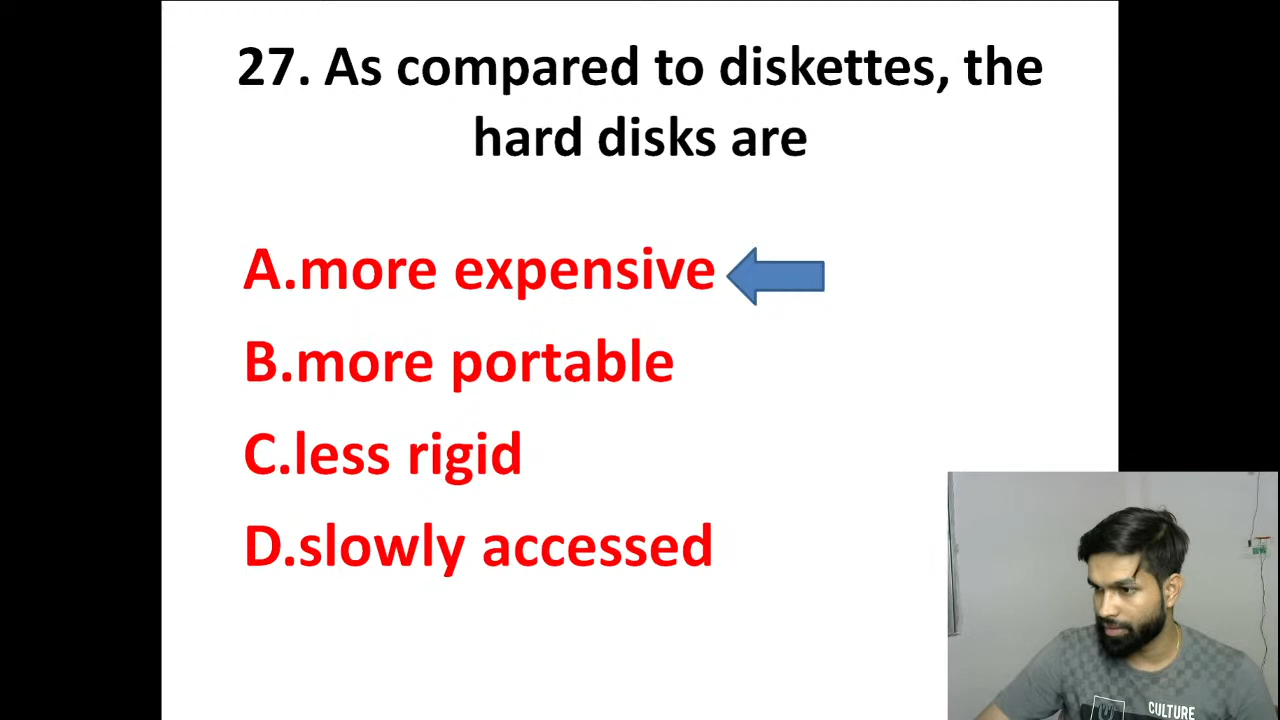 27. As compared to diskettes, the
hard disks are
A.more expensive
B.more portable
C.less rigid
D.slowly accessed
CULTURE